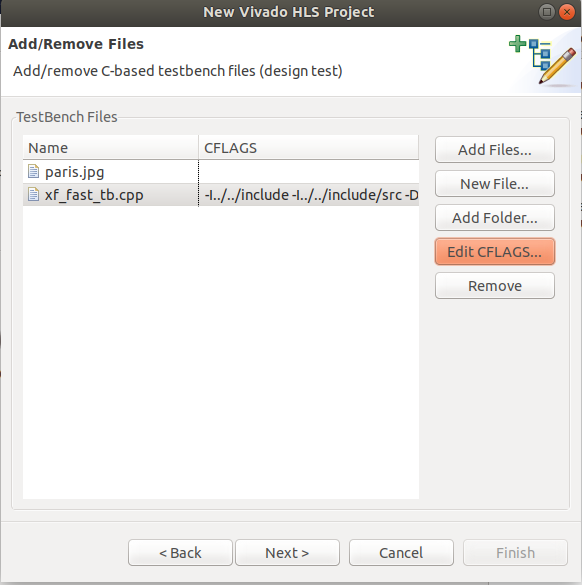 New Vivado HLS Project
Add/Remove Files
Add/remove C-based testbench files (design test)
TestBench Files
Name CFLAGS
paris.jpg
xf_fast_tb.cpp -I../../include -I../../include/src -D
Add Files...
New File...
Add Folder...
Edit CFLAGS...
Remove
< Back Next > Cancel Finish